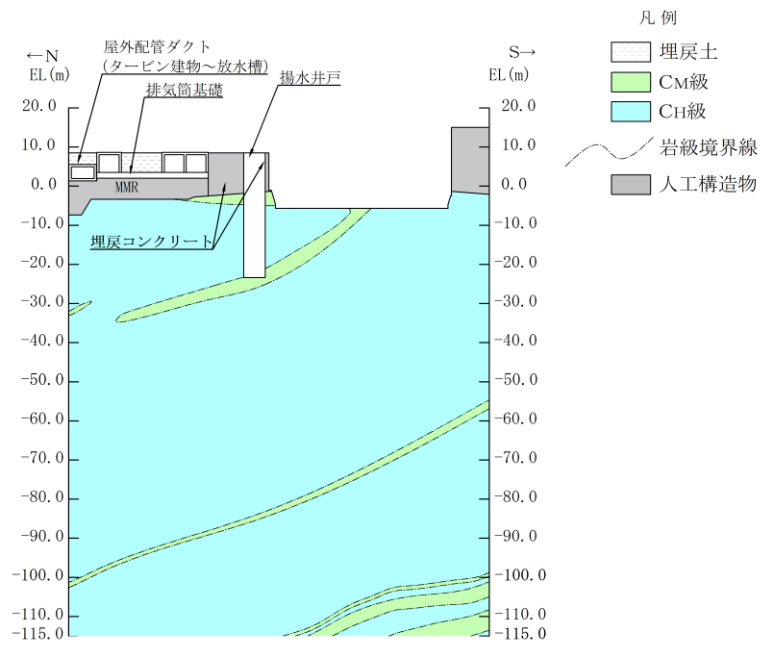 凡 例
埋戻土
CM級
CH級
岩級境界線
人工構造物
←N
EL(m)
屋外配管ダクト
(タービン建物～放水槽)
排気筒基礎
揚水井戸
S→
EL(m)
MMR
埋戻コンクリート
20.0
10.0
0.0
-10.0
-20.0
-30.0
-40.0
-50.0
-60.0
-70.0
-80.0
-90.0
-100.0
-110.0
-115.0
20.0
10.0
0.0
-10.0
-20.0
-30.0
-40.0
-50.0
-60.0
-70.0
-80.0
-90.0
-100.0
-110.0
-115.0